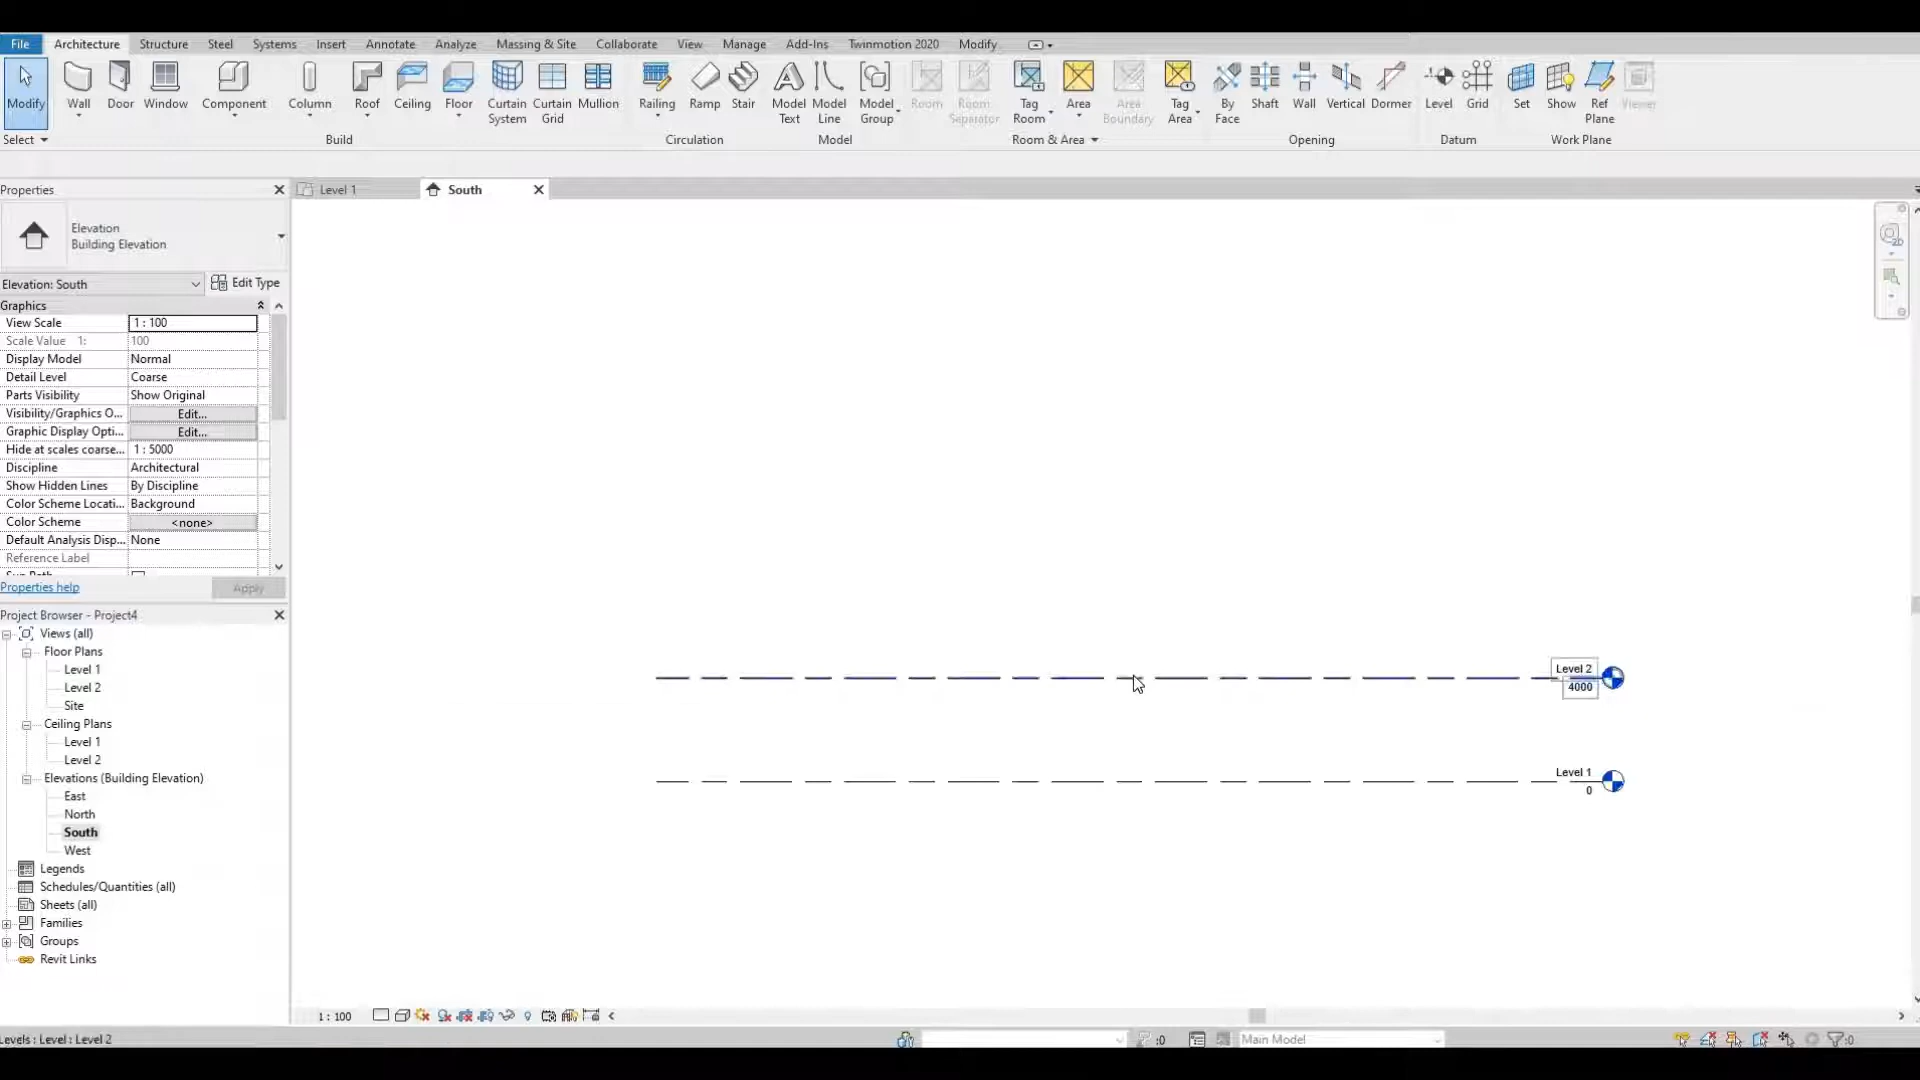 File Architecture Structure Steel Systems Insert Annotate Analyze Massing & Site Collaborate View Manage Add-Ins Twinmotion 2020 Modify
Modify Wall Door Window Component Column Roof Ceiling Floor Curtain System Curtain Grid Mullion Railing Ramp Stair Model Text Model Line Model Group Room Room Separator Tag Room Area Area Boundary Tag Area By Face Shaft Wall Vertical Dormer Level Grid Set Show Ref Plane Viewer
Select Build Circulation Model Room & Area Opening Datum Work Plane
Properties
Level 1 South
Elevation
Building Elevation
Elevation: South Edit Type
Graphics
View Scale 1 : 100
Scale Value 1: 100
Display Model Normal
Detail Level Coarse
Parts Visibility Show Original
Visibility/Graphics O... Edit...
Graphic Display Opti... Edit...
Hide at scales coarse... 1 : 5000
Discipline Architectural
Show Hidden Lines By Discipline
Color Scheme Locati... Background
Color Scheme <none>
Default Analysis Disp... None
Reference Label
Properties help Apply
Project Browser - Project4
Views (all)
Floor Plans
Level 1
Level 2
Site
Ceiling Plans
Level 1
Level 2
Elevations (Building Elevation)
East
North
South
West
Legends
Schedules/Quantities (all)
Sheets (all)
Families
Groups
Revit Links
Level 2
4000
Level 1
0
2D
1 : 100
Levels : Level : Level 2 :0 Main Model :0